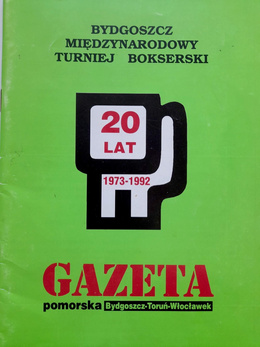 BYDGOSZCZ
MIĘDZYNARODOWY
TURNIEJ BOKSERSKI
20
LAT
1973-1992
GAZETA
pomorska Bydgoszcz-Toruń-Włocławek